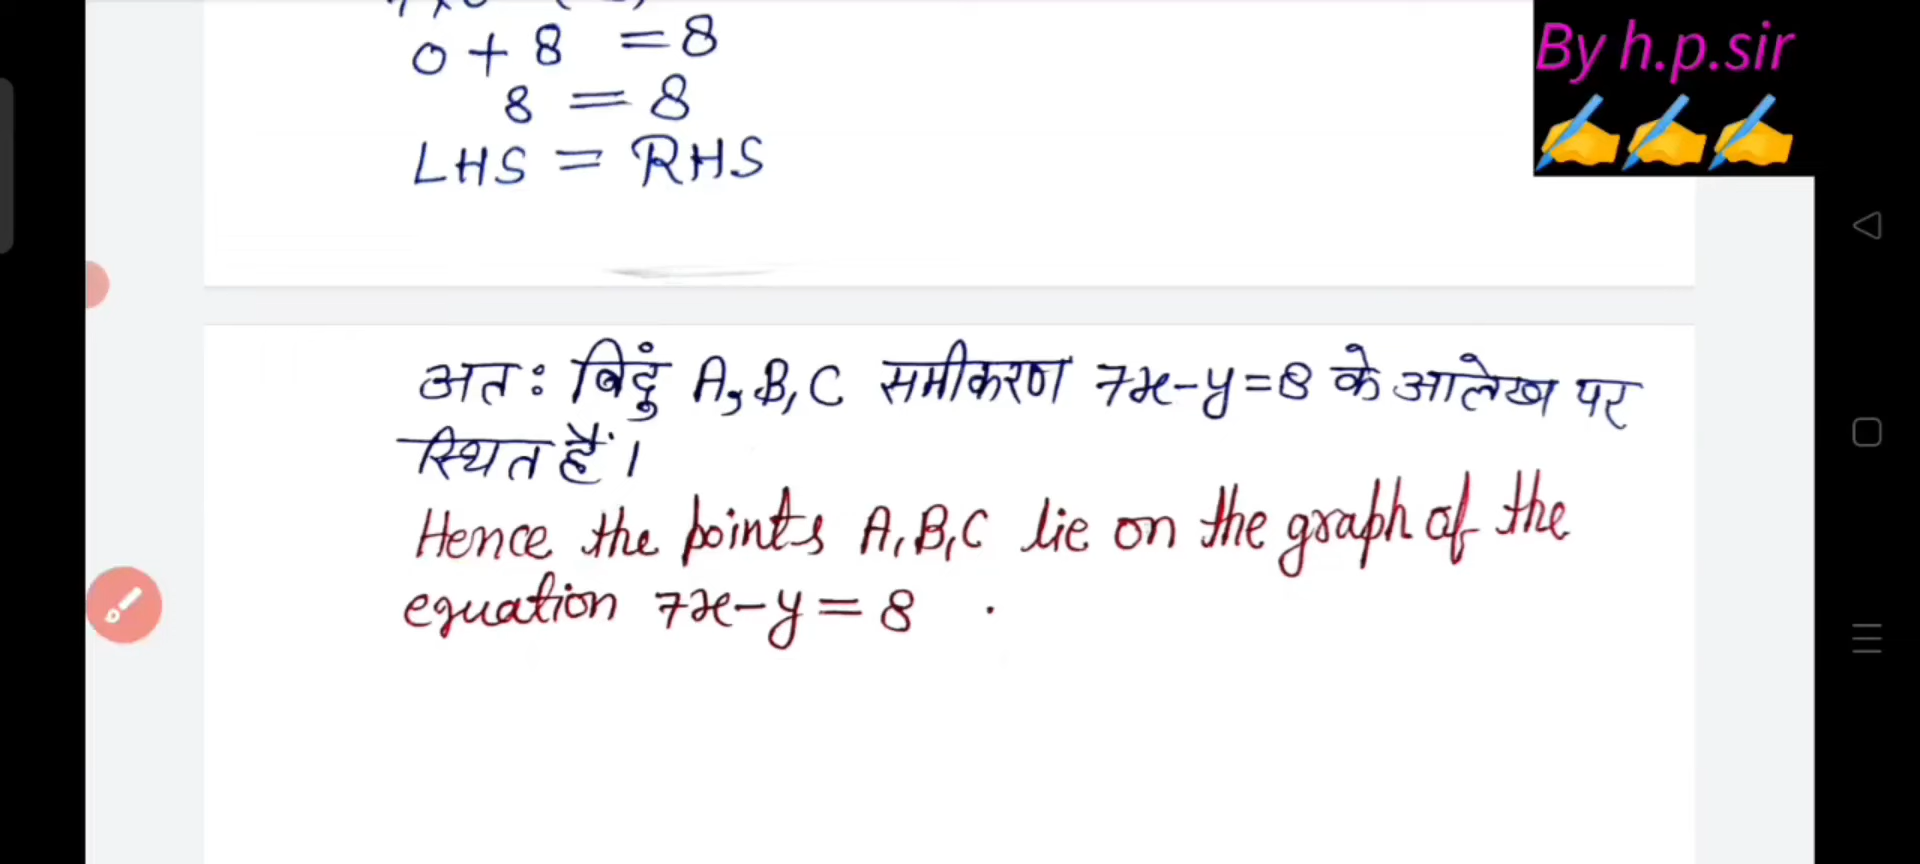 0 + 8 = 8
8 = 8
LHS = RHS
By h.p.sir
अतः बिंदुं A, B, C समीकरण 7x-y=8 के आलेख पर
स्थित हैं।
Hence the points A, B, C lie on the graph of the
equation 7x-y=8 .